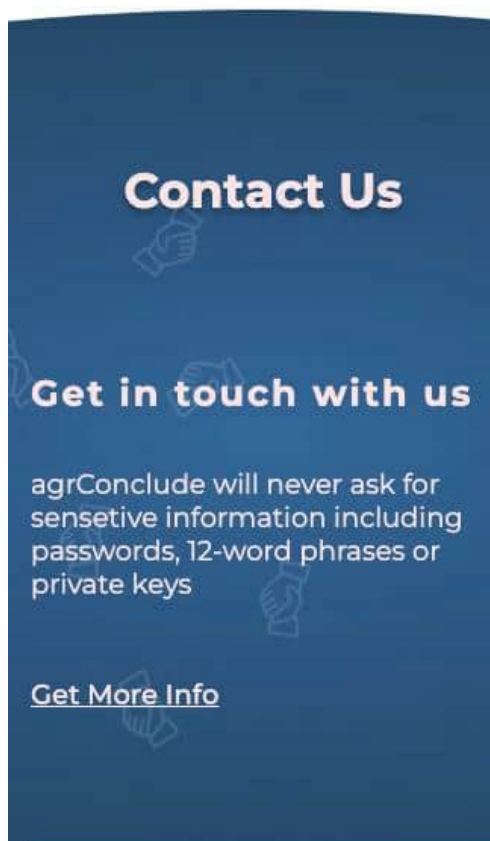 Contact Us
Get in touch with us
agrConclude will never ask for
sensetive information including
passwords, 12-word phrases or
private keys
Get More Info